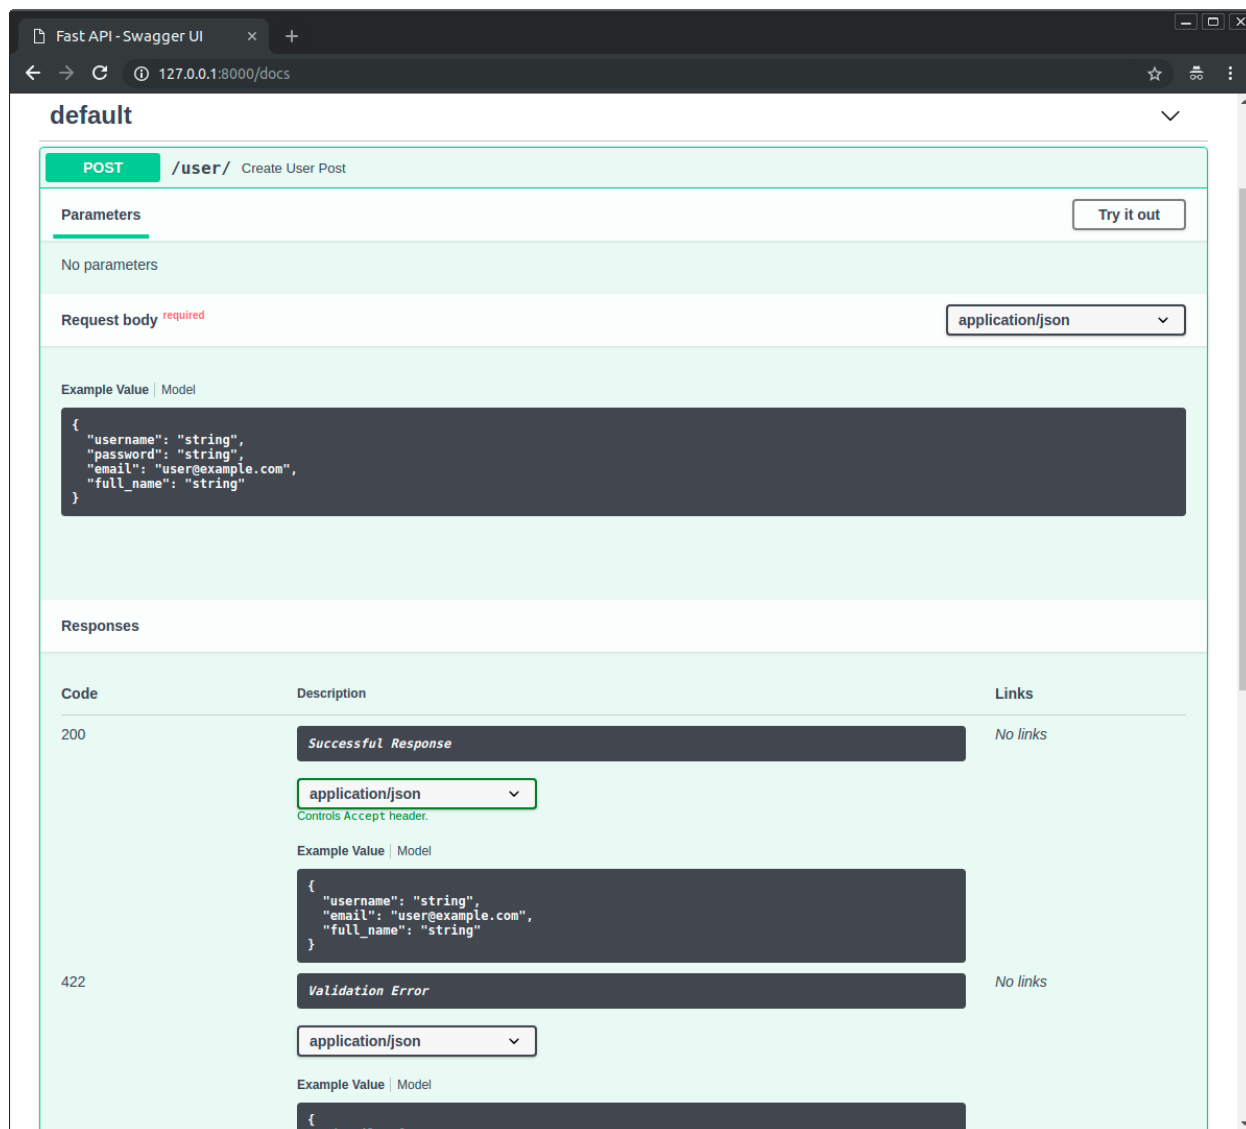 Fast API - Swagger UI
127.0.0.1:8000/docs
default
POST /user/ Create User Post
Parameters
Try it out
No parameters
Request body required
application/json
Example Value | Model
{
  "username": "string",
  "password": "string",
  "email": "user@example.com",
  "full_name": "string"
}
Responses
Code Description Links
200 Successful Response No links
application/json
Controls Accept header.
Example Value | Model
{
  "username": "string",
  "email": "user@example.com",
  "full_name": "string"
}
422 Validation Error No links
application/json
Example Value | Model
{